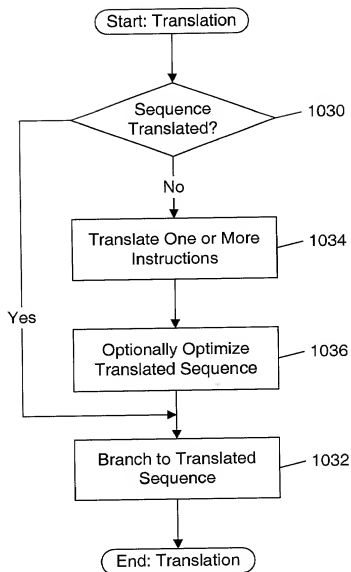 Start: Translation
Sequence
Translated?
1030
No
Translate One or More
Instructions
1034
Yes
Optionally Optimize
Translated Sequence
1036
Branch to Translated
Sequence
1032
End: Translation